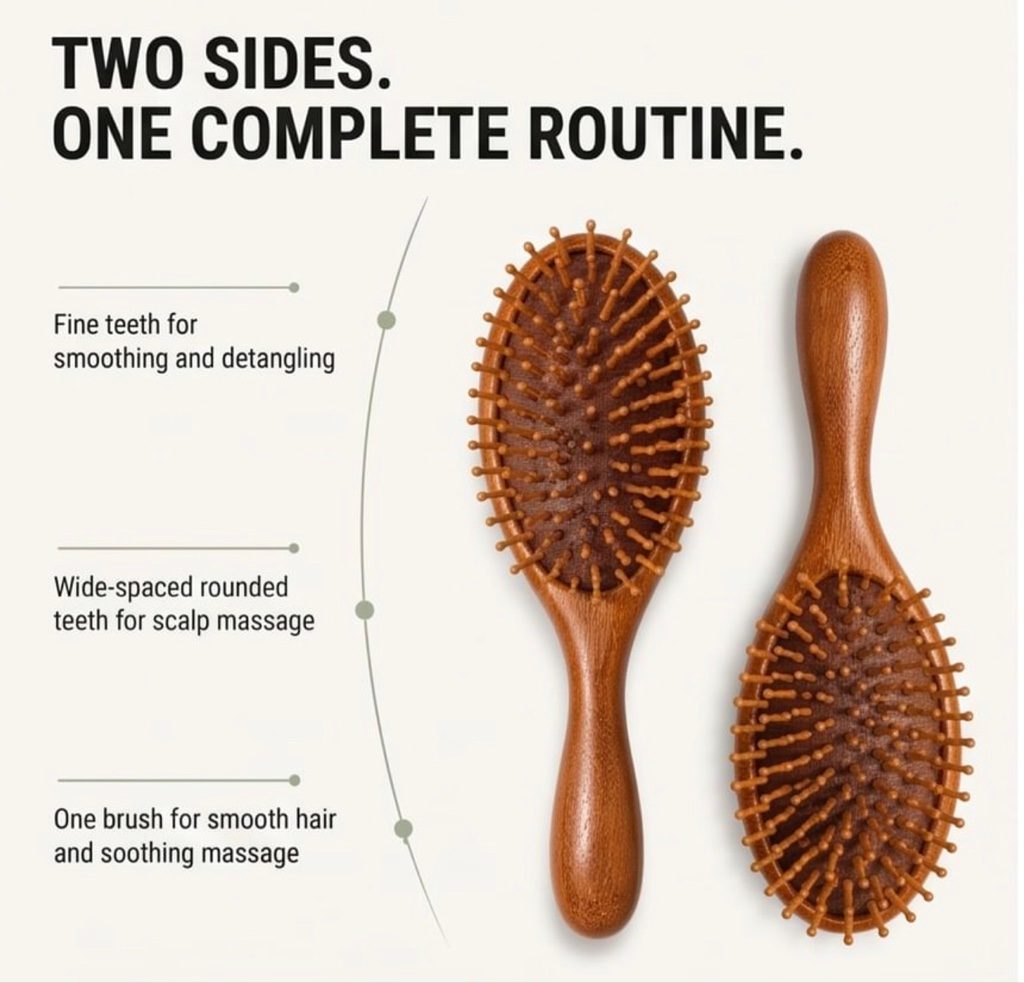 TWO SIDES.
ONE COMPLETE ROUTINE.
Fine teeth for
smoothing and detangling
Wide-spaced rounded
teeth for scalp massage
One brush for smooth hair
and soothing massage